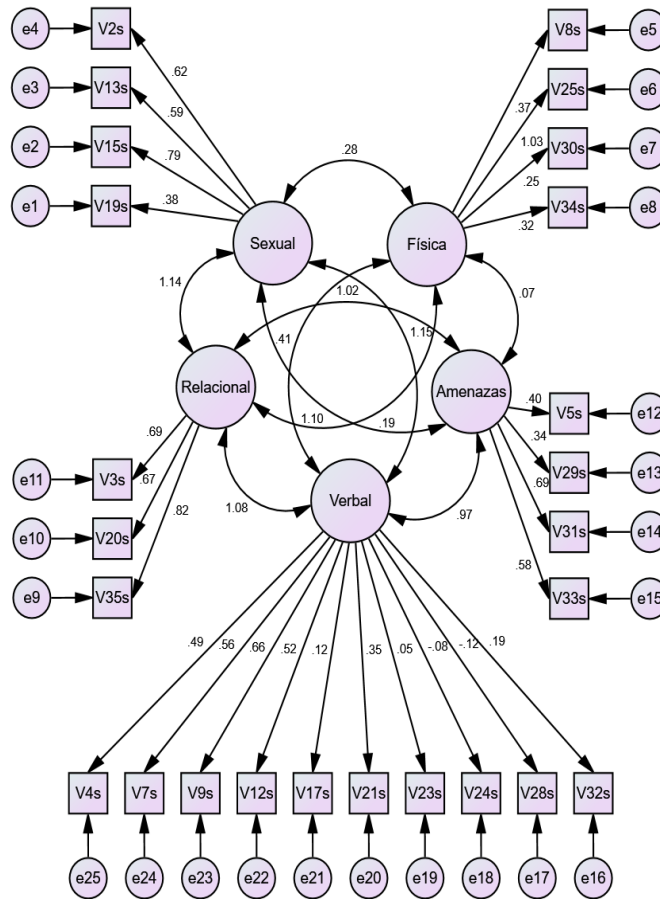 e4 V2s V8s e5
e3 V13s V25s e6
e2 V15s V30s e7
e1 V19s V34s e8
.62
.59
.79
.38
.37
1.03
.25
.32
.28
Sexual Física
1.14 .41 1.02 1.15 .07
Relacional Amenazas
1.10 .19
.69
.67
.82
.40
.34
.69
.58
e11 V3s V5s e12
e10 V20s V29s e13
e9 V35s V31s e14
V33s e15
1.08 Verbal .97
.49 .56 .66 .52 .12 .35 .05 -.08 -.12 .19
V4s V7s V9s V12s V17s V21s V23s V24s V28s V32s
e25 e24 e23 e22 e21 e20 e19 e18 e17 e16